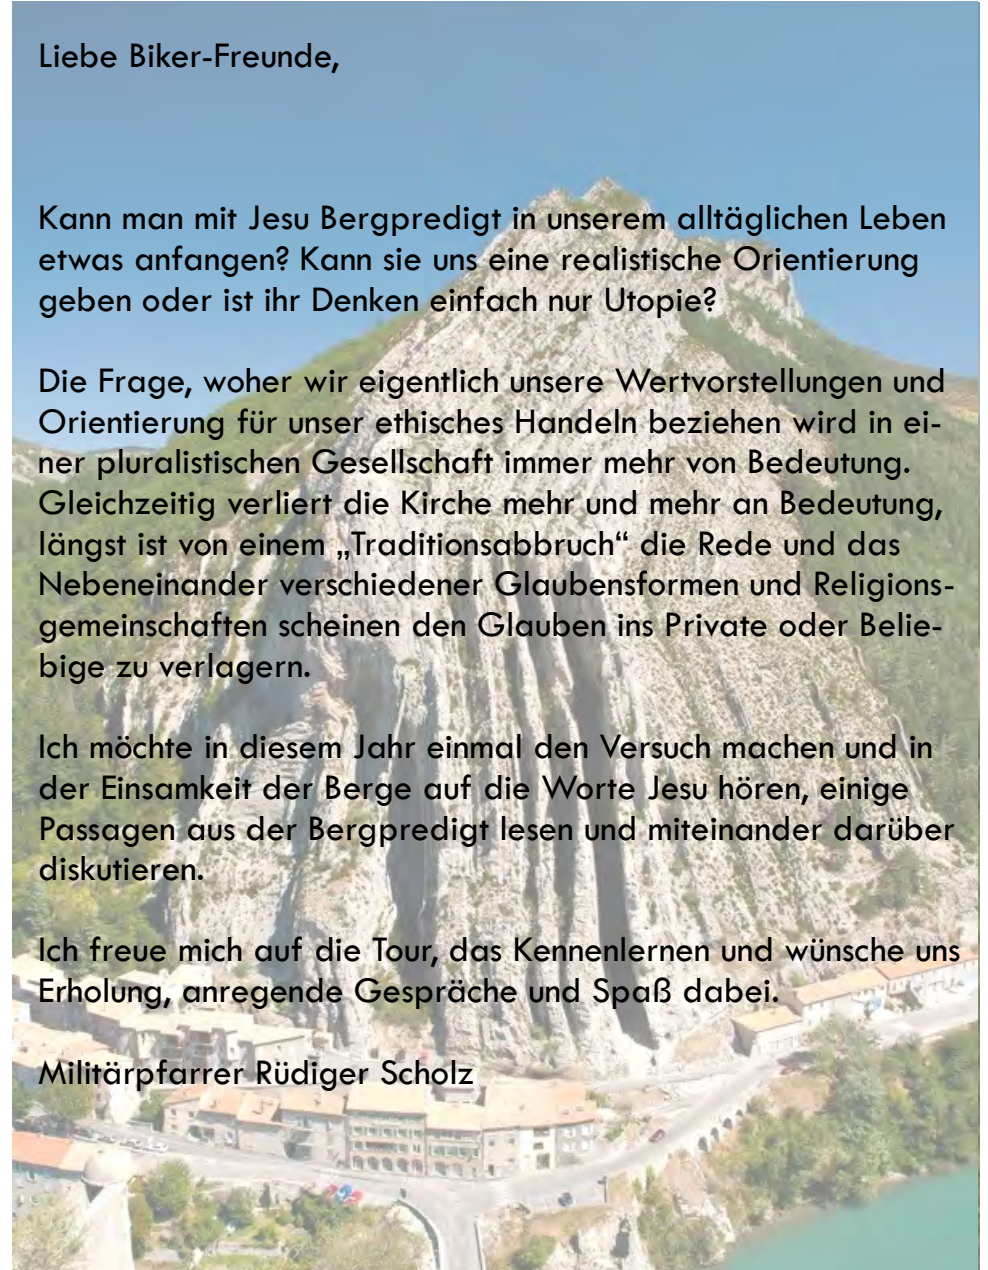 Liebe Biker-Freunde,
Kann man mit Jesu Bergpredigt in unserem alltäglichen Leben
etwas anfangen? Kann sie uns eine realistische Orientierung
geben oder ist ihr Denken einfach nur Utopie?
Die Frage, woher wir eigentlich unsere Wertvorstellungen und
Orientierung für unser ethisches Handeln beziehen wird in ei-
ner pluralistischen Gesellschaft immer mehr von Bedeutung.
Gleichzeitig verliert die Kirche mehr und mehr an Bedeutung,
längst ist von einem „Traditionsabbruch“ die Rede und das
Nebeneinander verschiedener Glaubensformen und Religions-
gemeinschaften scheinen den Glauben ins Private oder Belie-
bige zu verlagern.
Ich möchte in diesem Jahr einmal den Versuch machen und in
der Einsamkeit der Berge auf die Worte Jesu hören, einige
Passagen aus der Bergpredigt lesen und miteinander darüber
diskutieren.
Ich freue mich auf die Tour, das Kennenlernen und wünsche uns
Erholung, anregende Gespräche und Spaß dabei.
Militärpfarrer Rüdiger Scholz